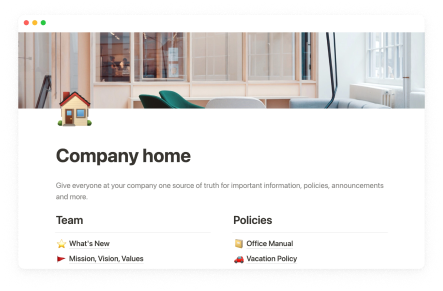 Company home
Give everyone at your company one source of truth for important information, policies, announcements
and more.
Team
Policies
What's New
Office Manual
Mission, Vision, Values
Vacation Policy